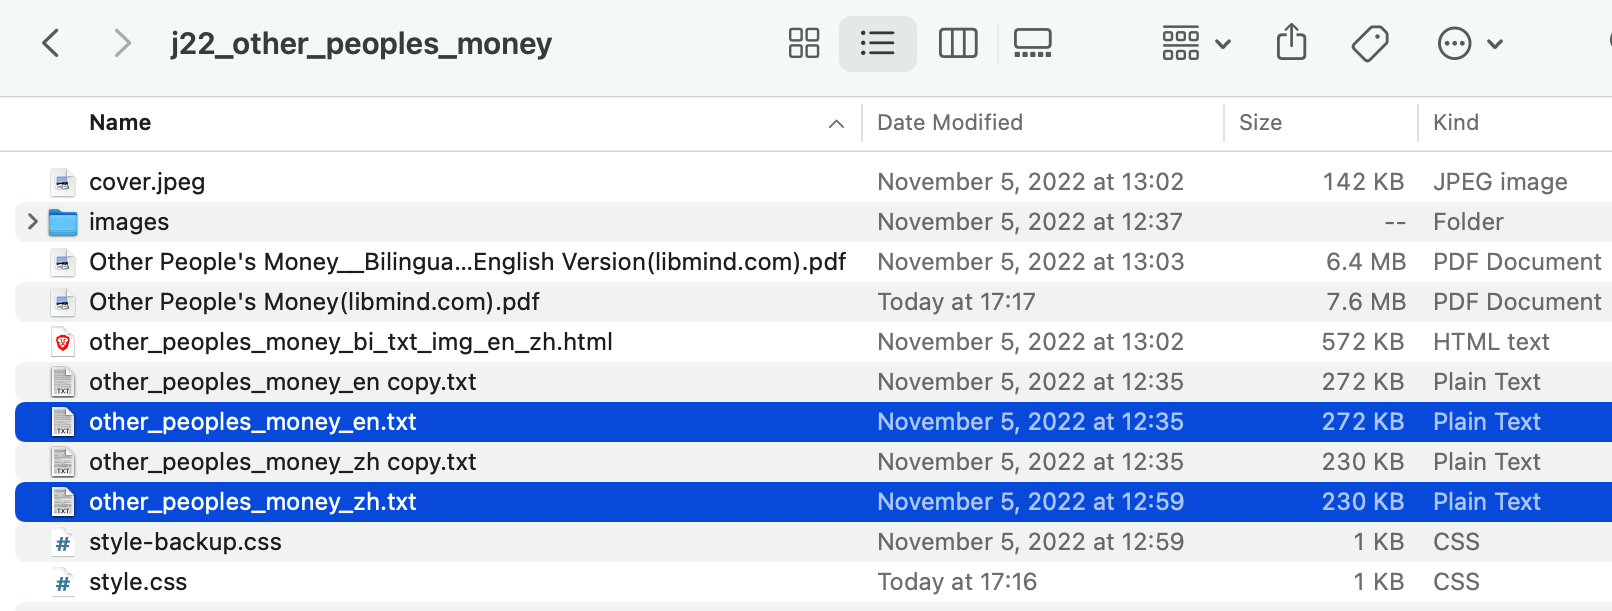 j22_other_peoples_money
Name Date Modified Size Kind
cover.jpeg November 5, 2022 at 13:02 142 KB JPEG image
images November 5, 2022 at 12:37 -- Folder
Other People's Money__Bilingua...English Version(libmind.com).pdf November 5, 2022 at 13:03 6.4 MB PDF Document
Other People's Money(libmind.com).pdf Today at 17:17 7.6 MB PDF Document
other_peoples_money_bi_txt_img_en_zh.html November 5, 2022 at 13:02 572 KB HTML text
other_peoples_money_en copy.txt November 5, 2022 at 12:35 272 KB Plain Text
other_peoples_money_en.txt November 5, 2022 at 12:35 272 KB Plain Text
other_peoples_money_zh copy.txt November 5, 2022 at 12:35 230 KB Plain Text
other_peoples_money_zh.txt November 5, 2022 at 12:59 230 KB Plain Text
style-backup.css November 5, 2022 at 12:59 1 KB CSS
style.css Today at 17:16 1 KB CSS